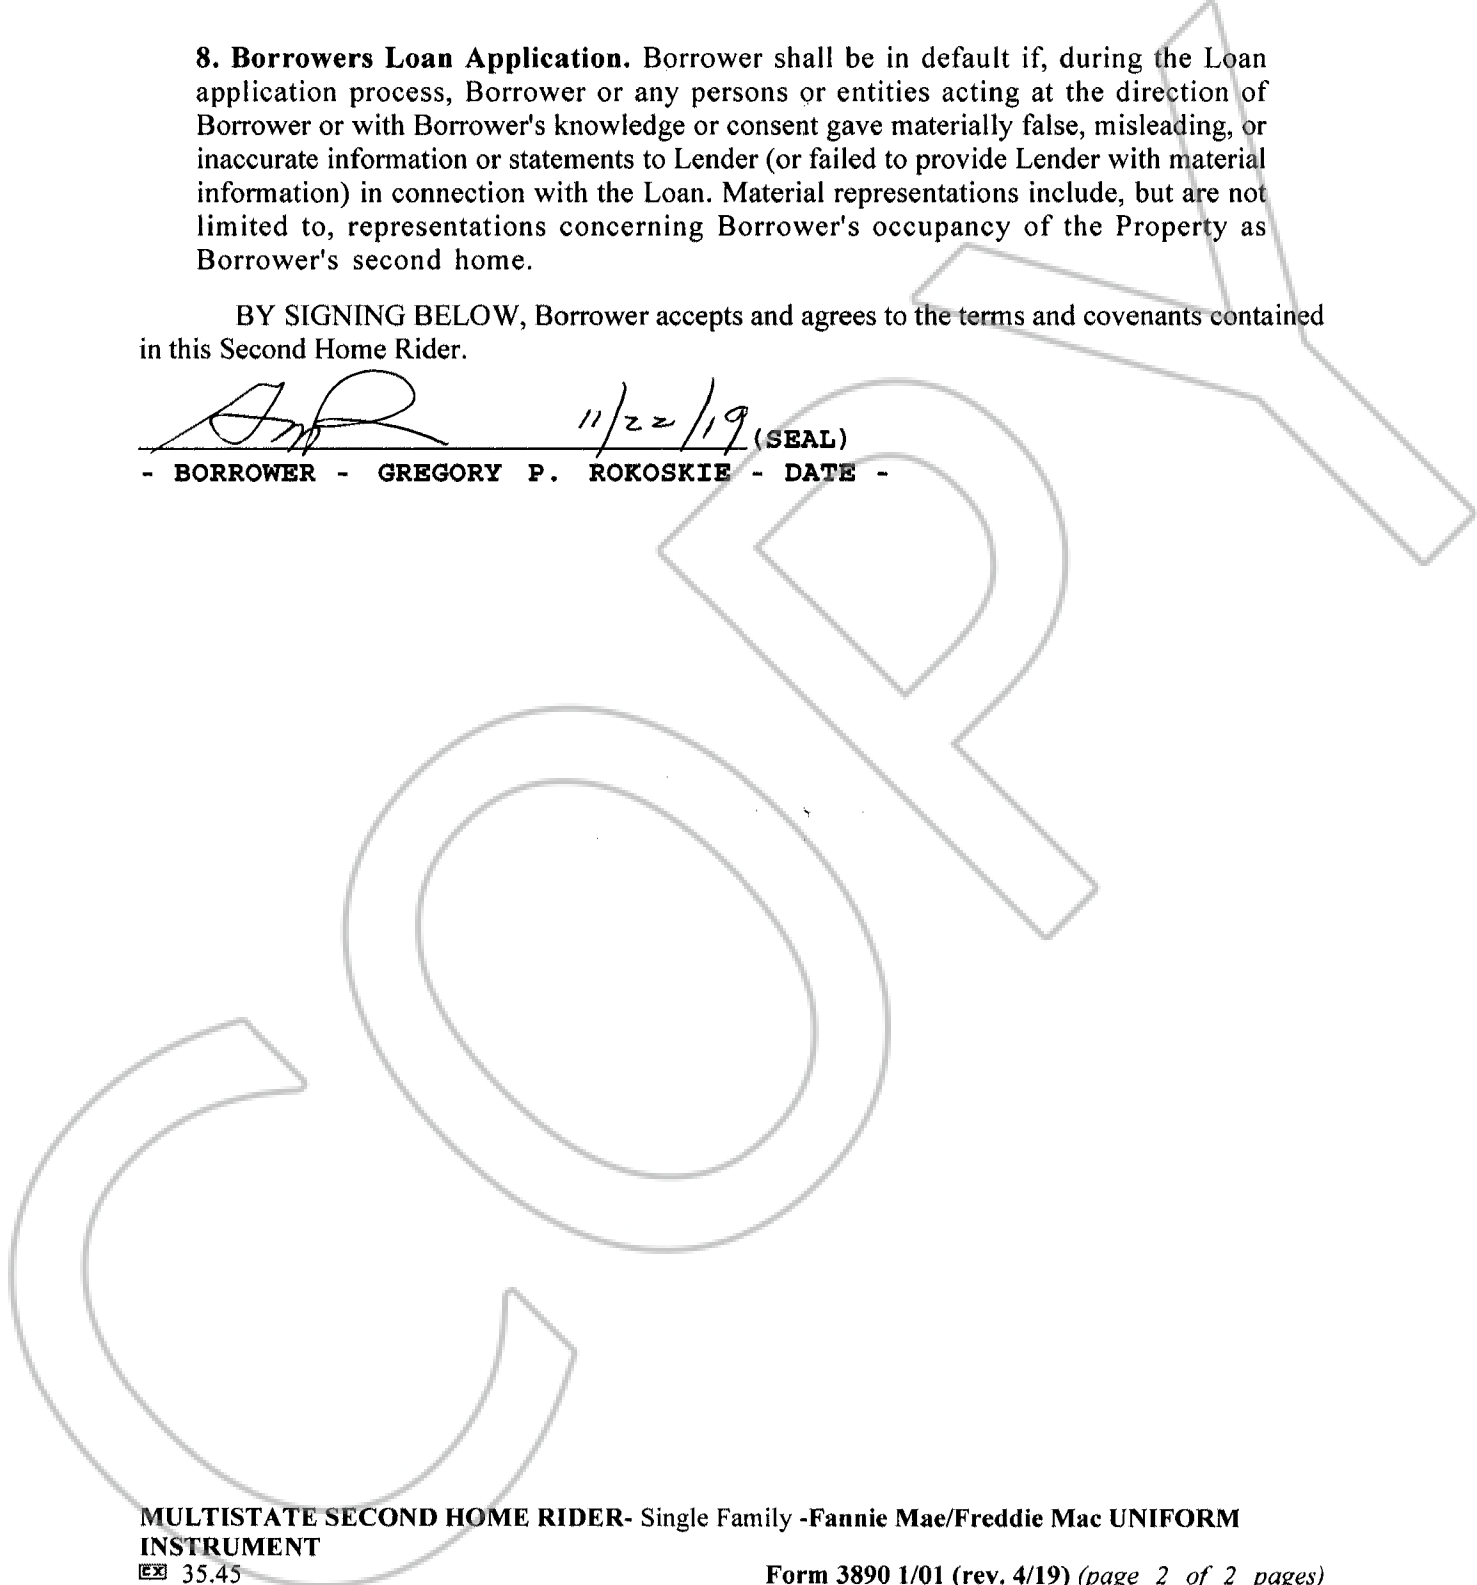 8. Borrowers Loan Application. Borrower shall be in default if, during the Loan
application process, Borrower or any persons or entities acting at the direction of
Borrower or with Borrower's knowledge or consent gave materially false, misleading, or
inaccurate information or statements to Lender (or failed to provide Lender with material
information) in connection with the Loan. Material representations include, but are not
limited to, representations concerning Borrower's occupancy of the Property as
Borrower's second home.
BY SIGNING BELOW, Borrower accepts and agrees to the terms and covenants contained
in this Second Home Rider.
11/22/19 (SEAL)
- BORROWER - GREGORY P. ROKOSKIE - DATE -
COPY
MULTISTATE SECOND HOME RIDER- Single Family -Fannie Mae/Freddie Mac UNIFORM
INSTRUMENT
EX 35.45 Form 3890 1/01 (rev. 4/19) (page 2 of 2 pages)